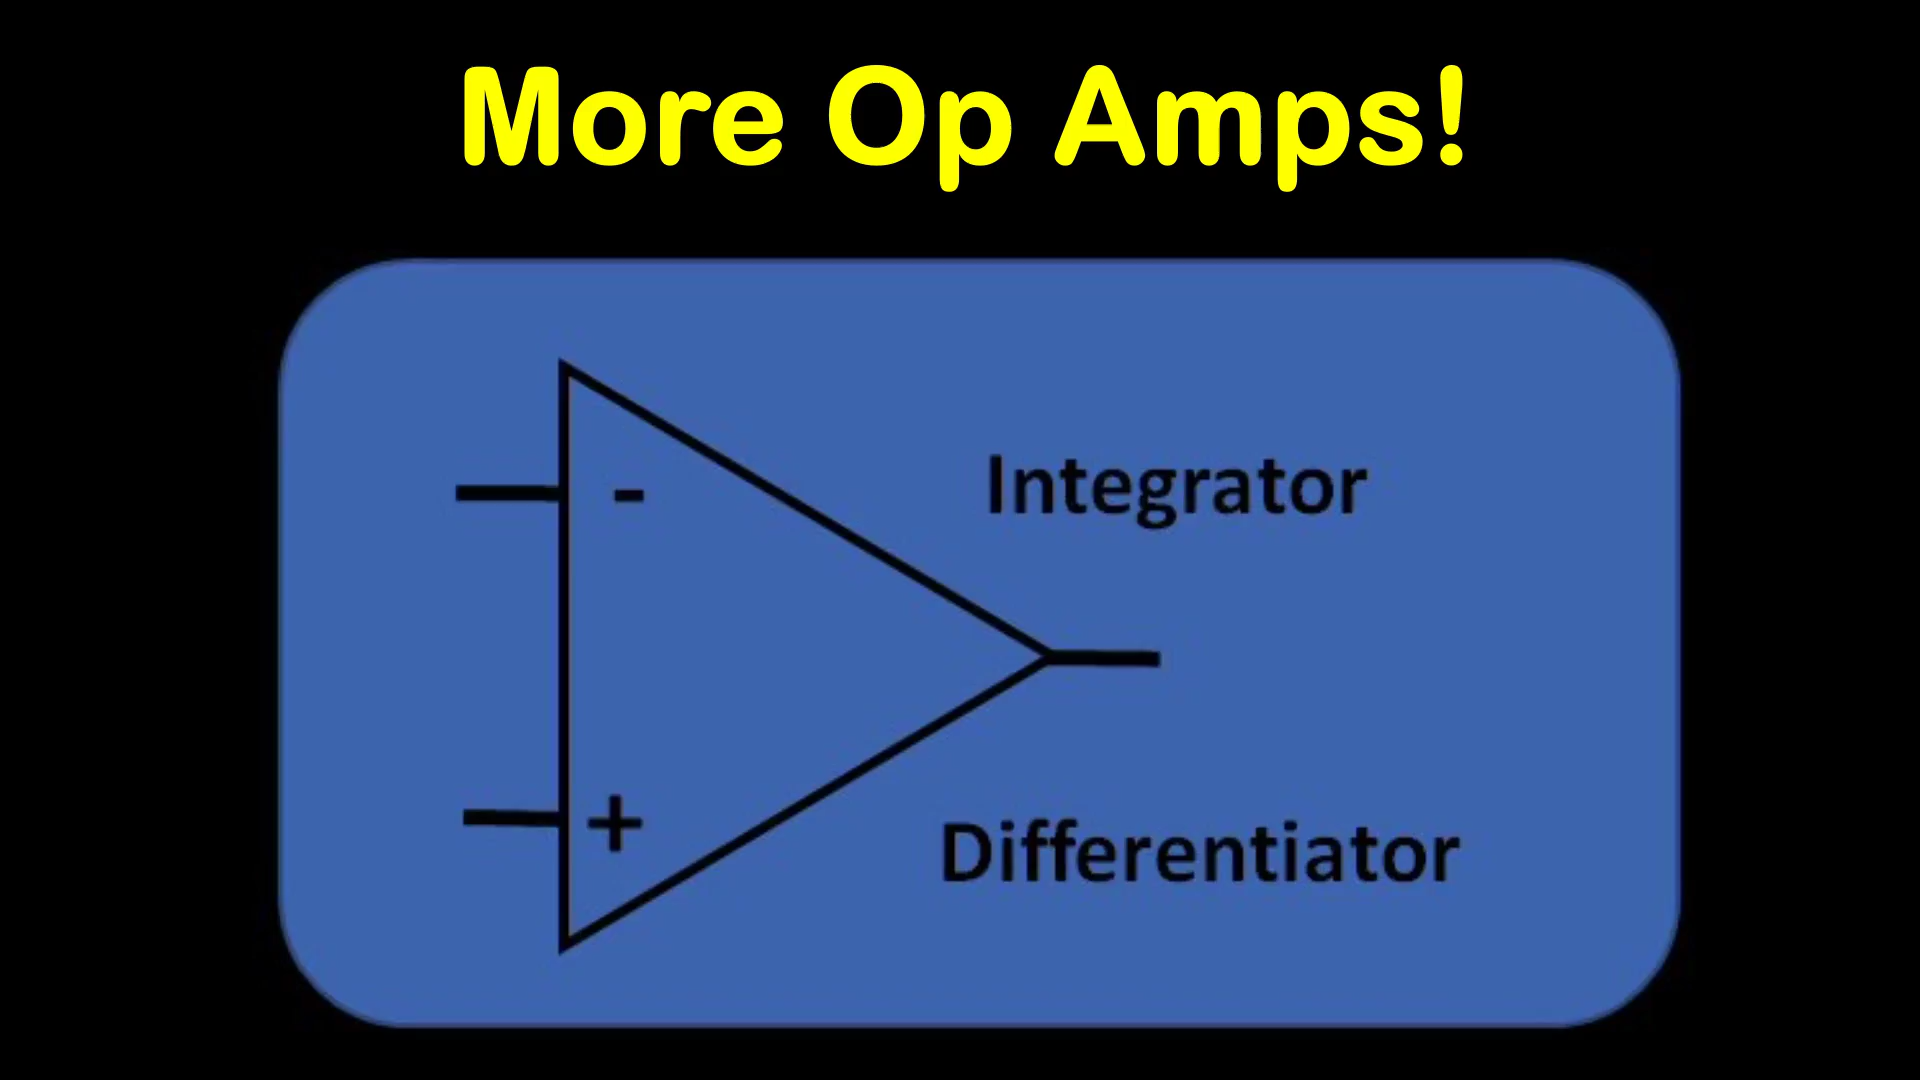 More Op Amps!
-
Integrator
+
Differentiator